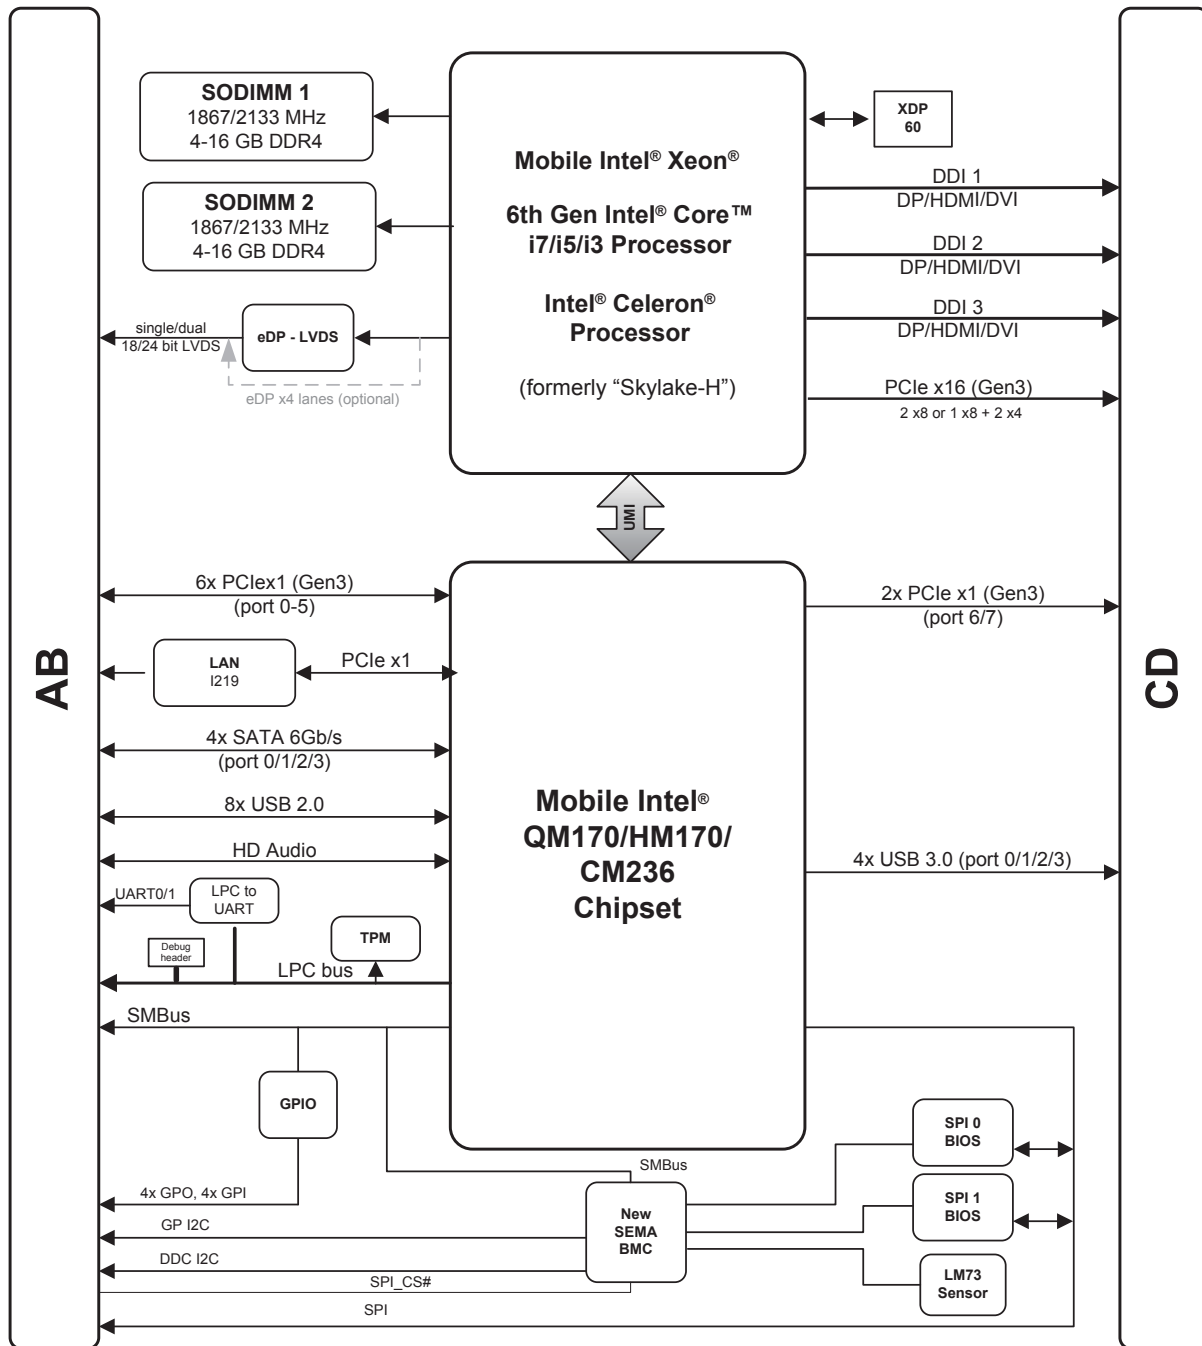 SODIMM 1
1867/2133 MHz
4-16 GB DDR4
SODIMM 2
1867/2133 MHz
4-16 GB DDR4
single/dual
18/24 bit LVDS
eDP - LVDS
eDP x4 lanes (optional)
Mobile Intel® Xeon®
6th Gen Intel® Core™
i7/i5/i3 Processor
Intel® Celeron®
Processor
(formerly “Skylake-H”)
XDP
60
DDI 1
DP/HDMI/DVI
DDI 2
DP/HDMI/DVI
DDI 3
DP/HDMI/DVI
PCIe x16 (Gen3)
2 x8 or 1 x8 + 2 x4
UMI
AB
CD
6x PCIex1 (Gen3)
(port 0-5)
LAN
I219
PCIe x1
4x SATA 6Gb/s
(port 0/1/2/3)
8x USB 2.0
HD Audio
UART0/1
LPC to
UART
Debug
header
TPM
LPC bus
SMBus
GPIO
4x GPO, 4x GPI
GP I2C
DDC I2C
SPI_CS#
SPI
Mobile Intel®
QM170/HM170/
CM236
Chipset
2x PCIe x1 (Gen3)
(port 6/7)
4x USB 3.0 (port 0/1/2/3)
SMBus
New
SEMA
BMC
SPI 0
BIOS
SPI 1
BIOS
LM73
Sensor